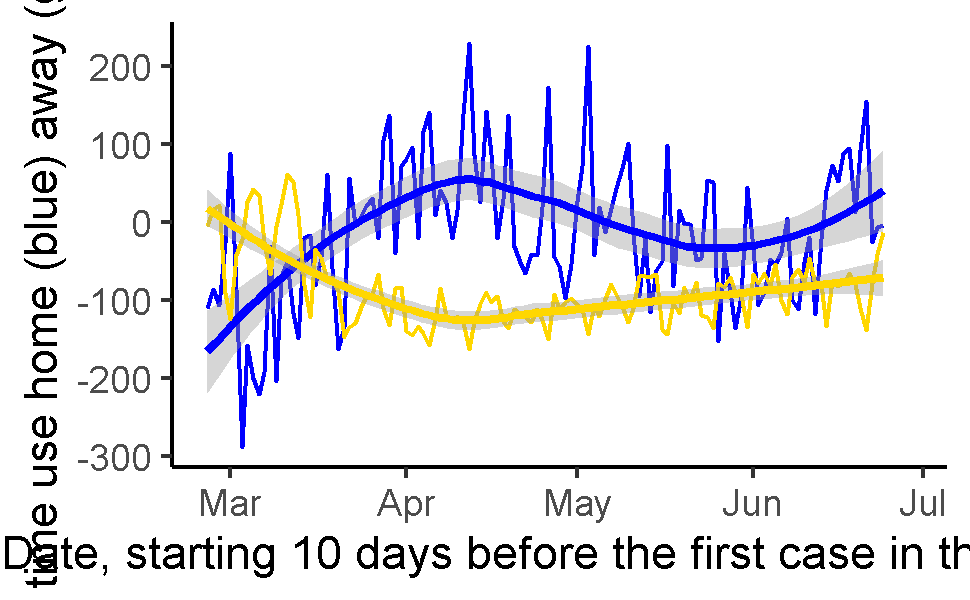 time use home (blue) away (
200
100
0
-100
-200
-300
Mar Apr May Jun Jul
Date, starting 10 days before the first case in th